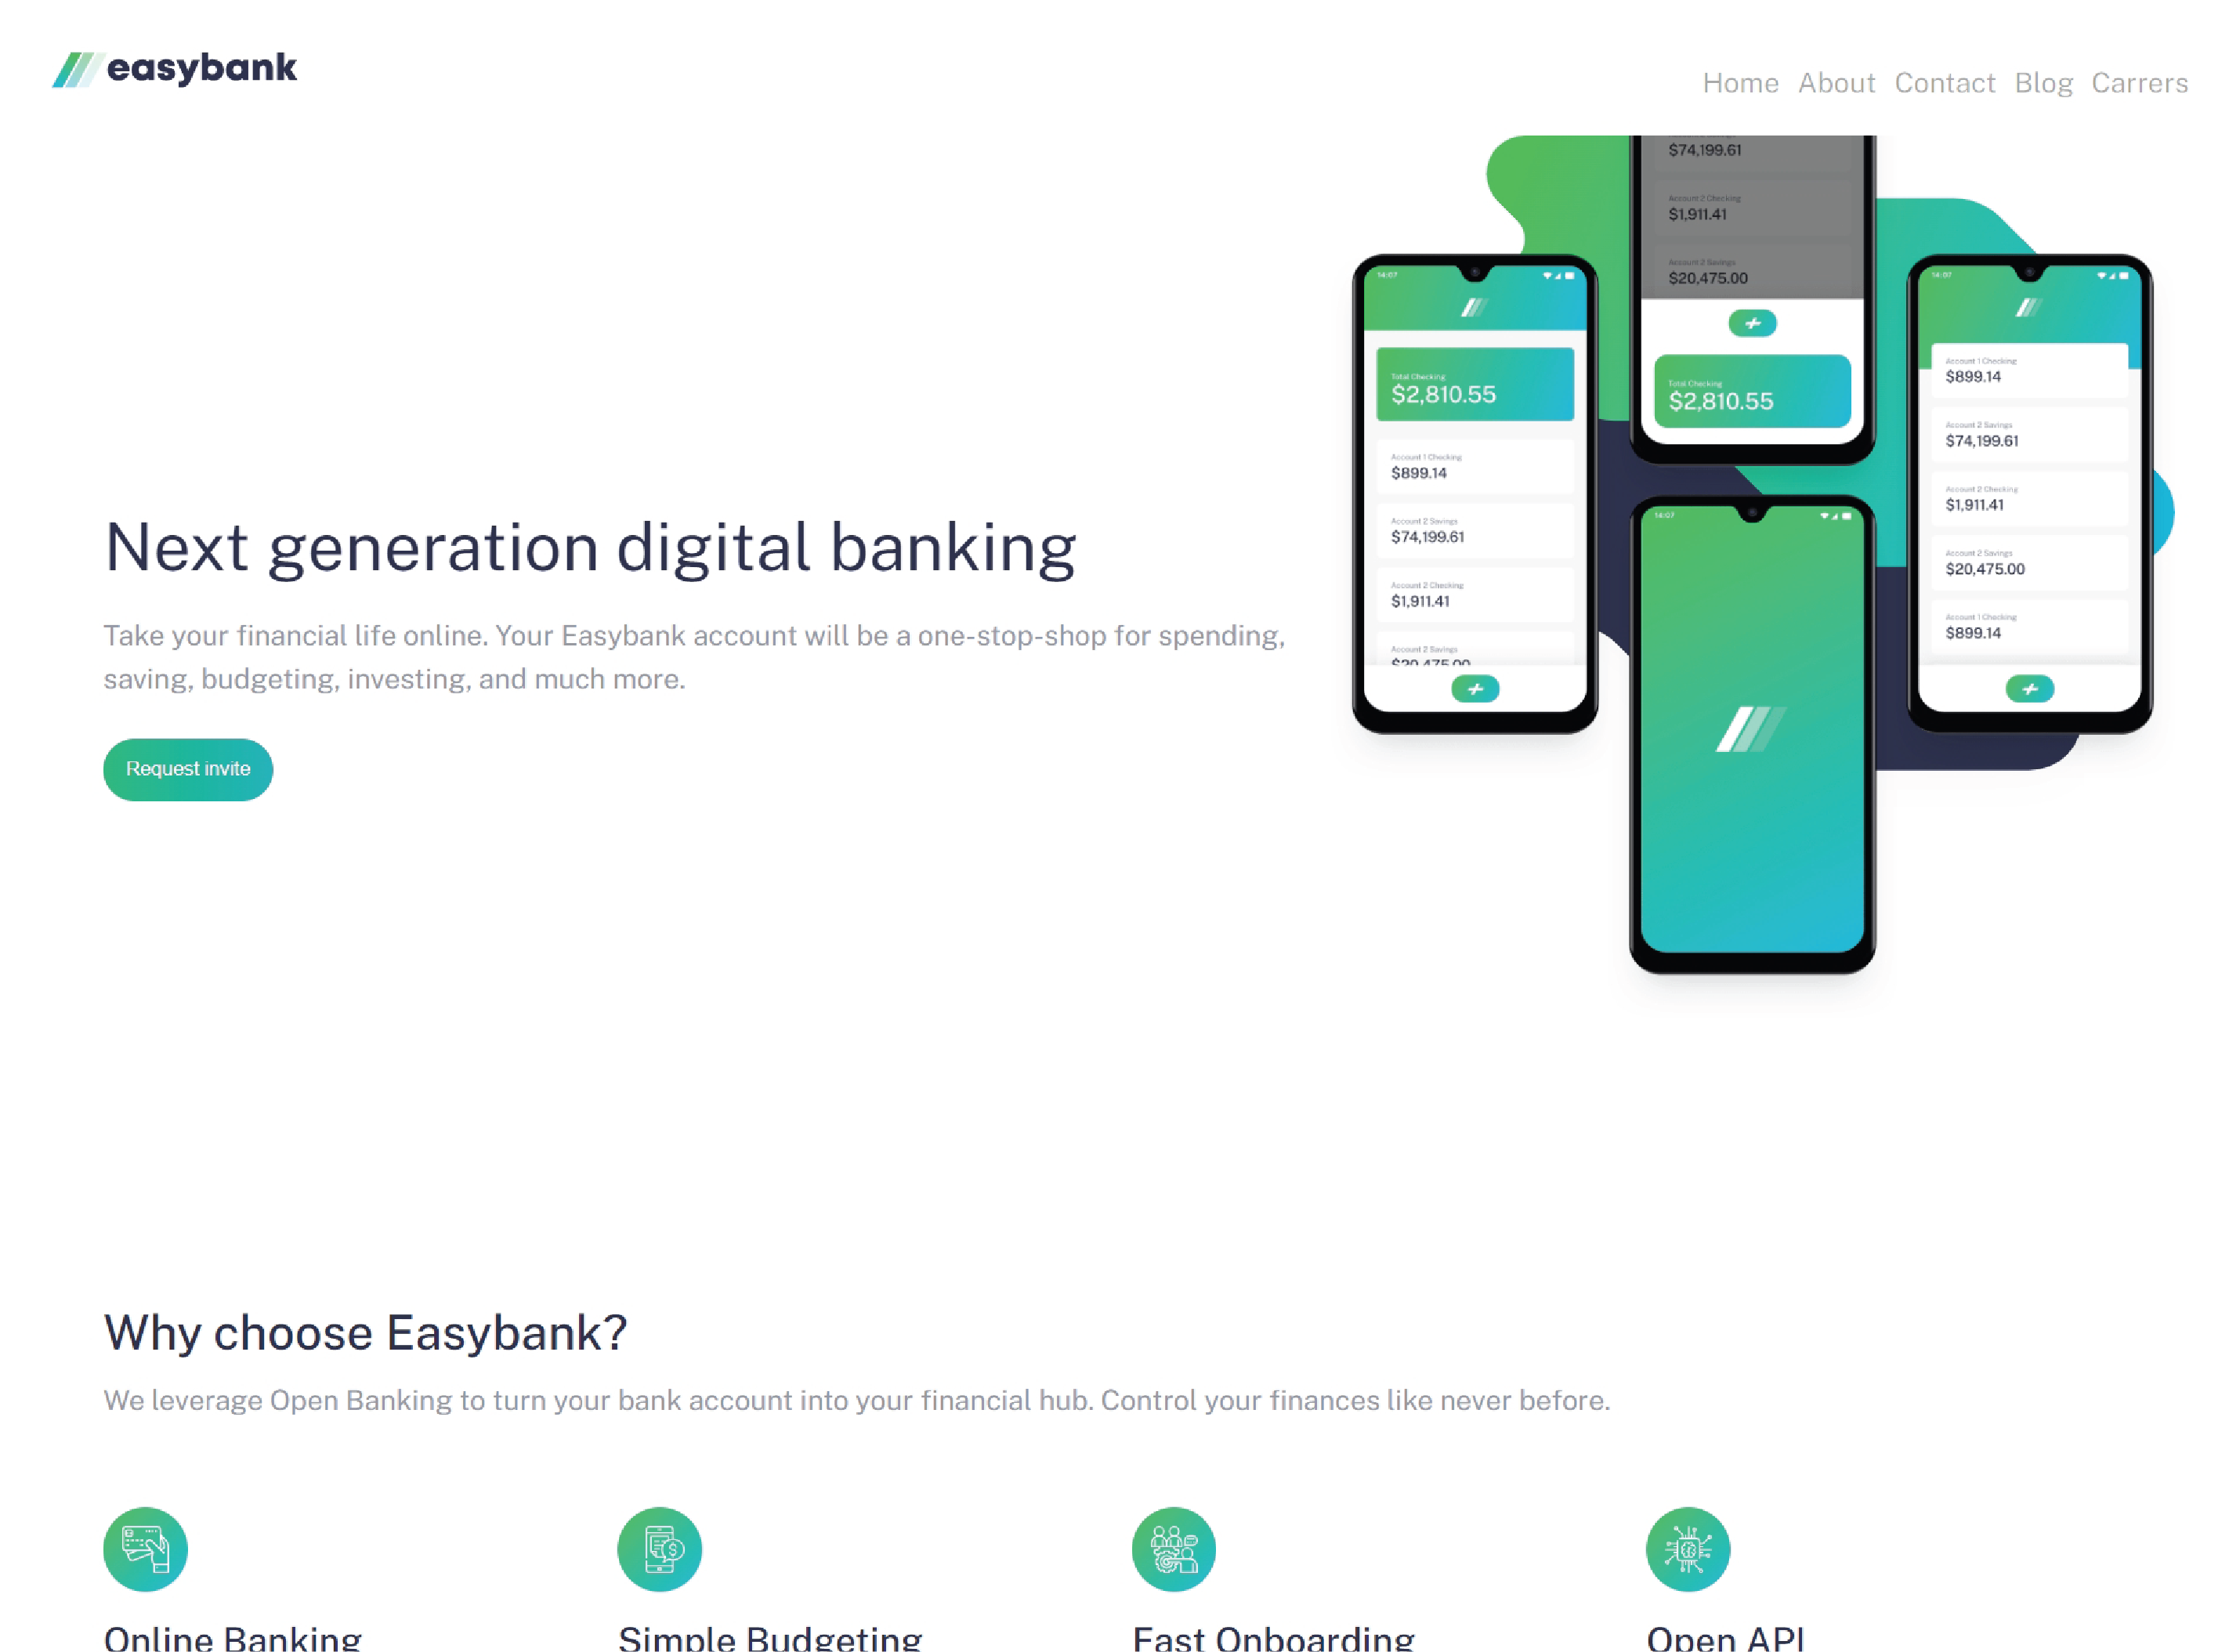 easybank
Home About Contact Blog Carrers
Next generation digital banking
Take your financial life online. Your Easybank account will be a one-stop-shop for spending,
saving, budgeting, investing, and much more.
Request invite
14:07
Total Checking
$2,810.55
Account 1 Checking
$899.14
Account 2 Savings
$74,199.61
Account 2 Checking
$1,911.41
Account 2 Savings
$20,475.00
$74,199.61
Account 2 Checking
$1,911.41
Account 2 Savings
$20,475.00
Total Checking
$2,810.55
14:07
14:07
Account 1 Checking
$899.14
Account 2 Savings
$74,199.61
Account 2 Checking
$1,911.41
Account 2 Savings
$20,475.00
Account 1 Checking
$899.14
Why choose Easybank?
We leverage Open Banking to turn your bank account into your financial hub. Control your finances like never before.
Online Banking
Simple Budgeting
Fast Onboarding
Open API